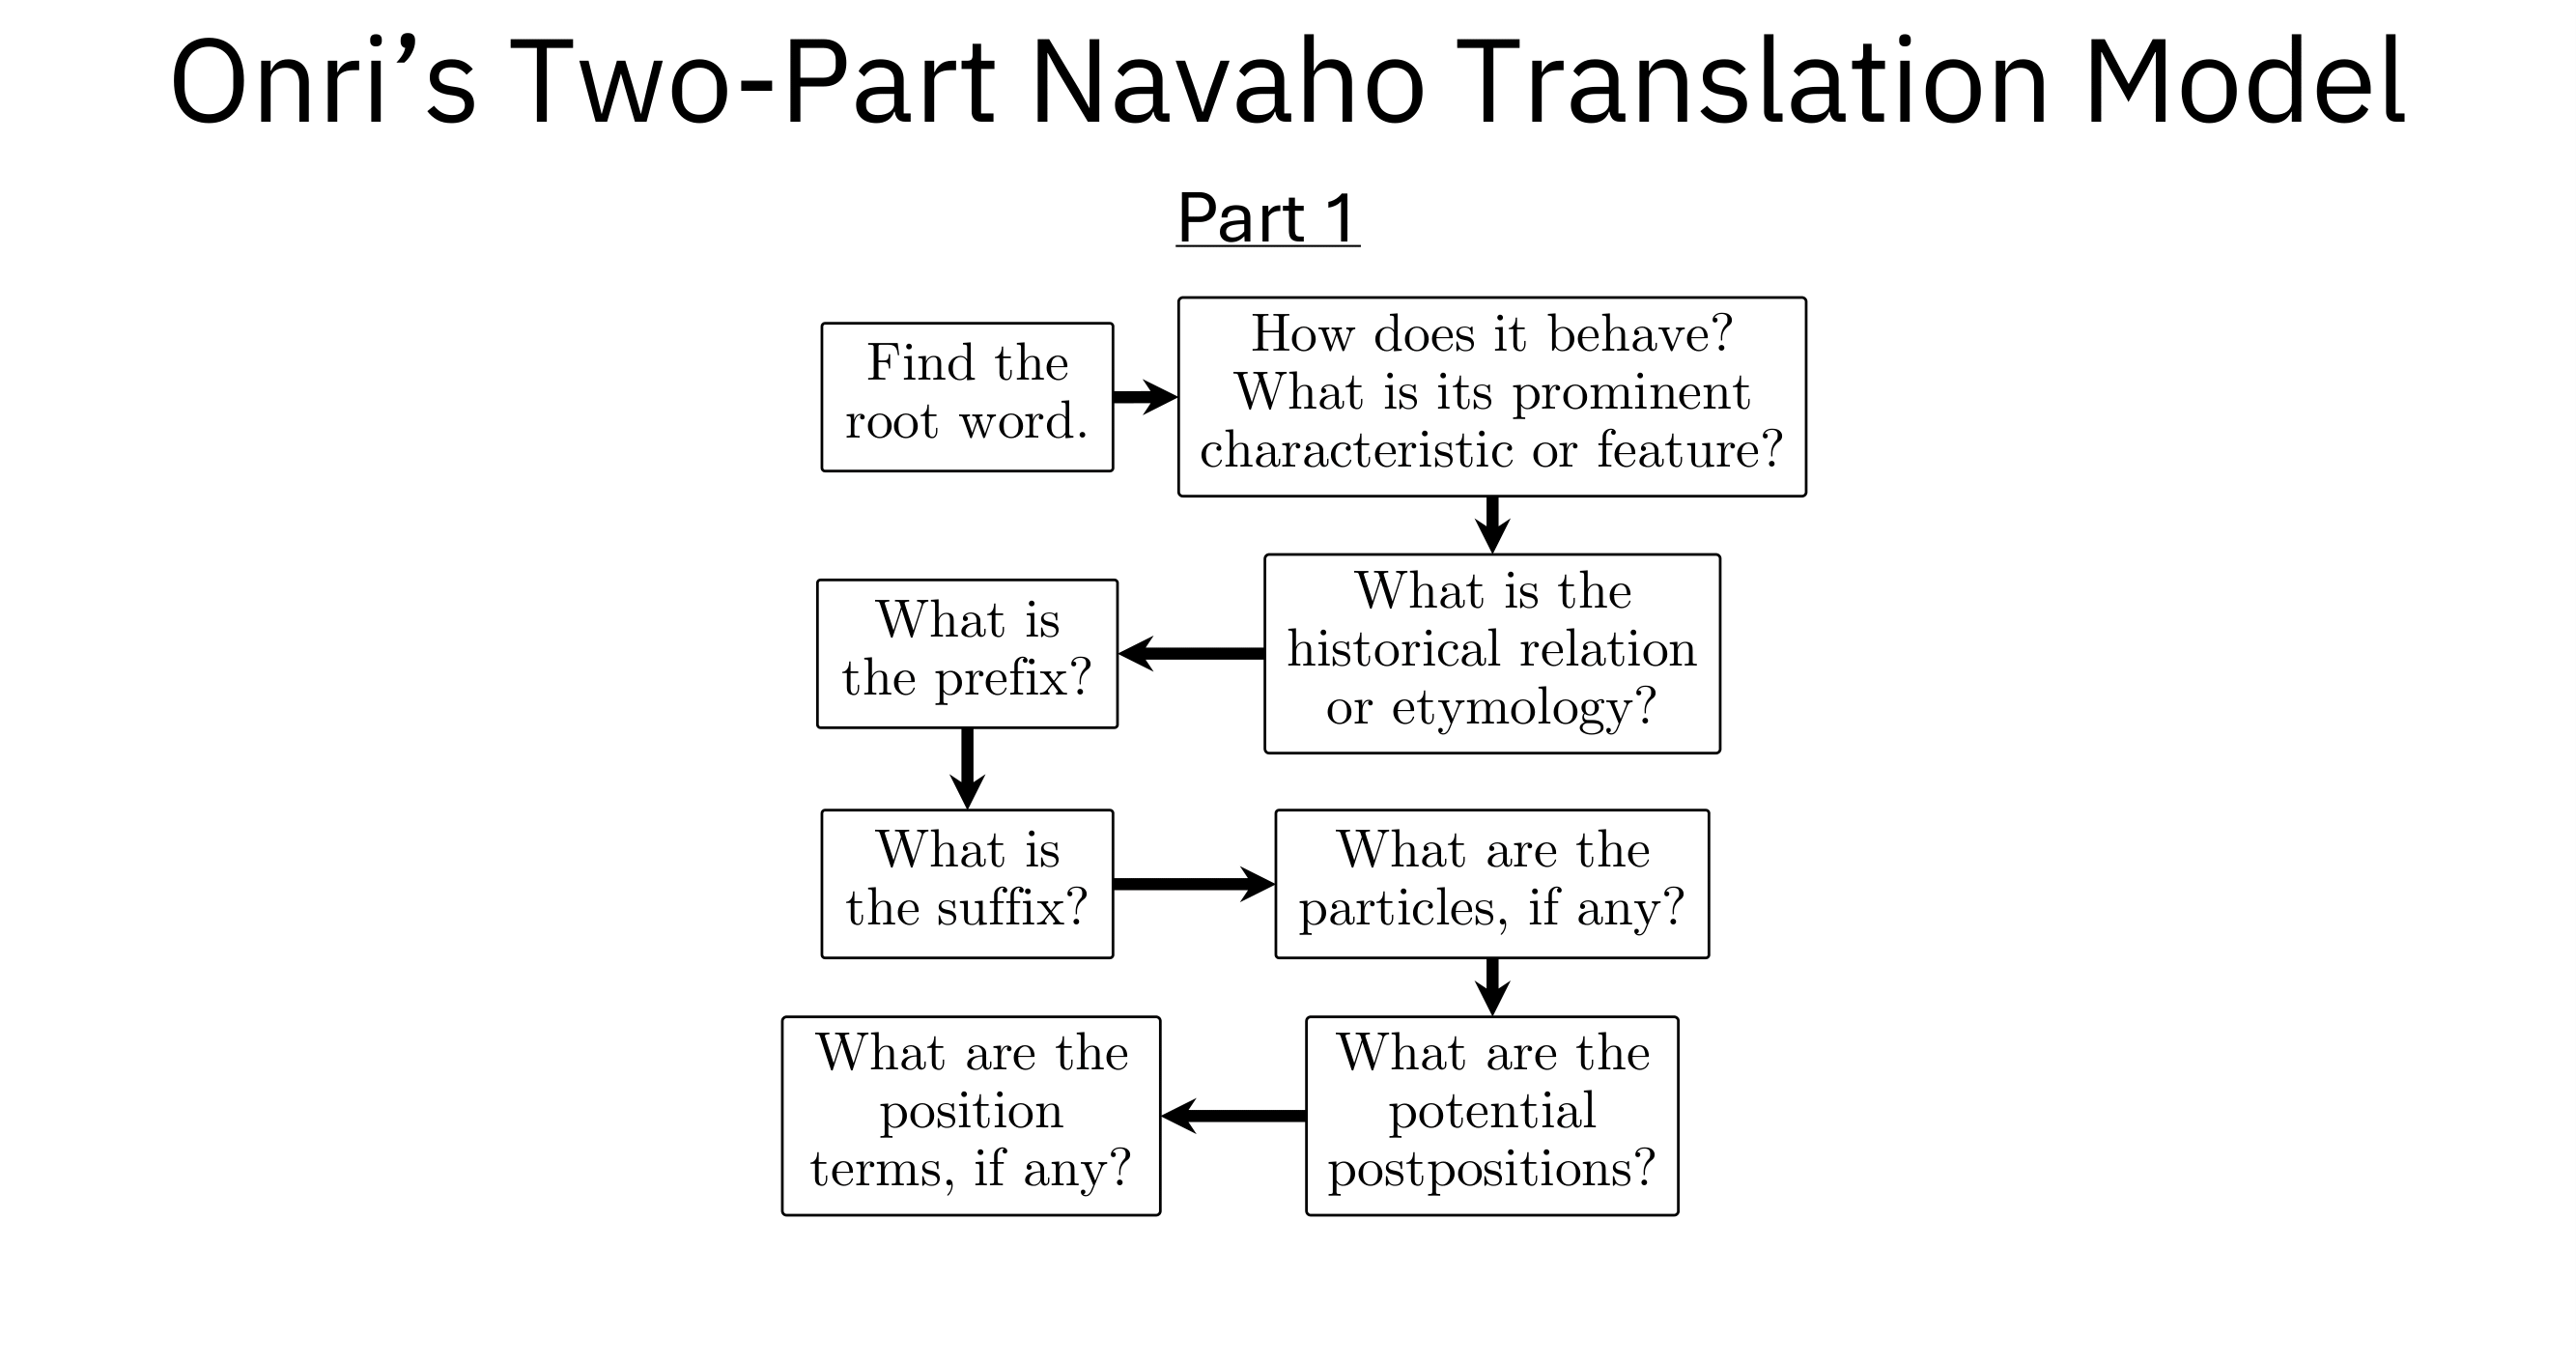 Onri’s Two-Part Navaho Translation Model
Part 1
Find the
root word.
How does it behave?
What is its prominent
characteristic or feature?
What is the
historical relation
or etymology?
What is
the prefix?
What is
the suffix?
What are the
particles, if any?
What are the
potential
postpositions?
What are the
position
terms, if any?